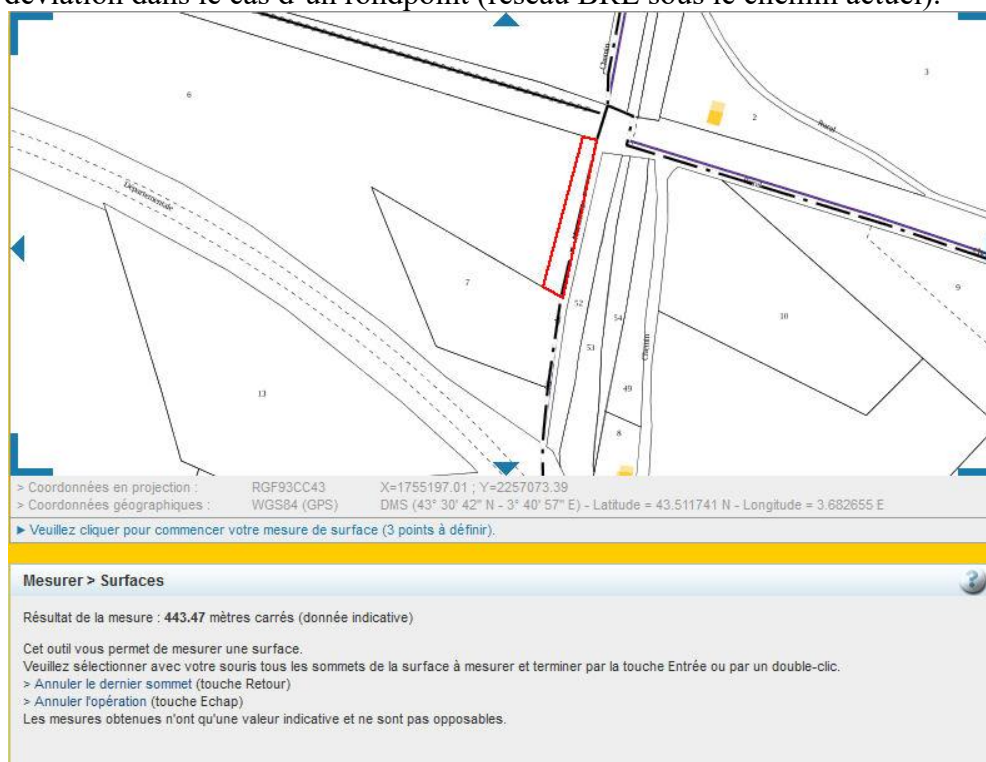 déviation dans le cas d'un rondpoint (réseau BRL sous le chemin actuel).
Chemin
3
6
2
Rural
Départementale
Rural
7
52
9
10
54
53
Chemin
49
13
8
> Coordonnées en projection : RGF93CC43 X=1755197.01 ; Y=2257073.39
> Coordonnées géographiques : WGS84 (GPS) DMS (43° 30' 42" N - 3° 40' 57" E) - Latitude = 43.511741 N - Longitude = 3.682655 E
► Veuillez cliquer pour commencer votre mesure de surface (3 points à définir).
Mesurer > Surfaces
?
Résultat de la mesure : 443.47 mètres carrés (donnée indicative)
Cet outil vous permet de mesurer une surface.
Veuillez sélectionner avec votre souris tous les sommets de la surface à mesurer et terminer par la touche Entrée ou par un double-clic.
> Annuler le dernier sommet (touche Retour)
> Annuler l'opération (touche Echap)
Les mesures obtenues n'ont qu'une valeur indicative et ne sont pas opposables.